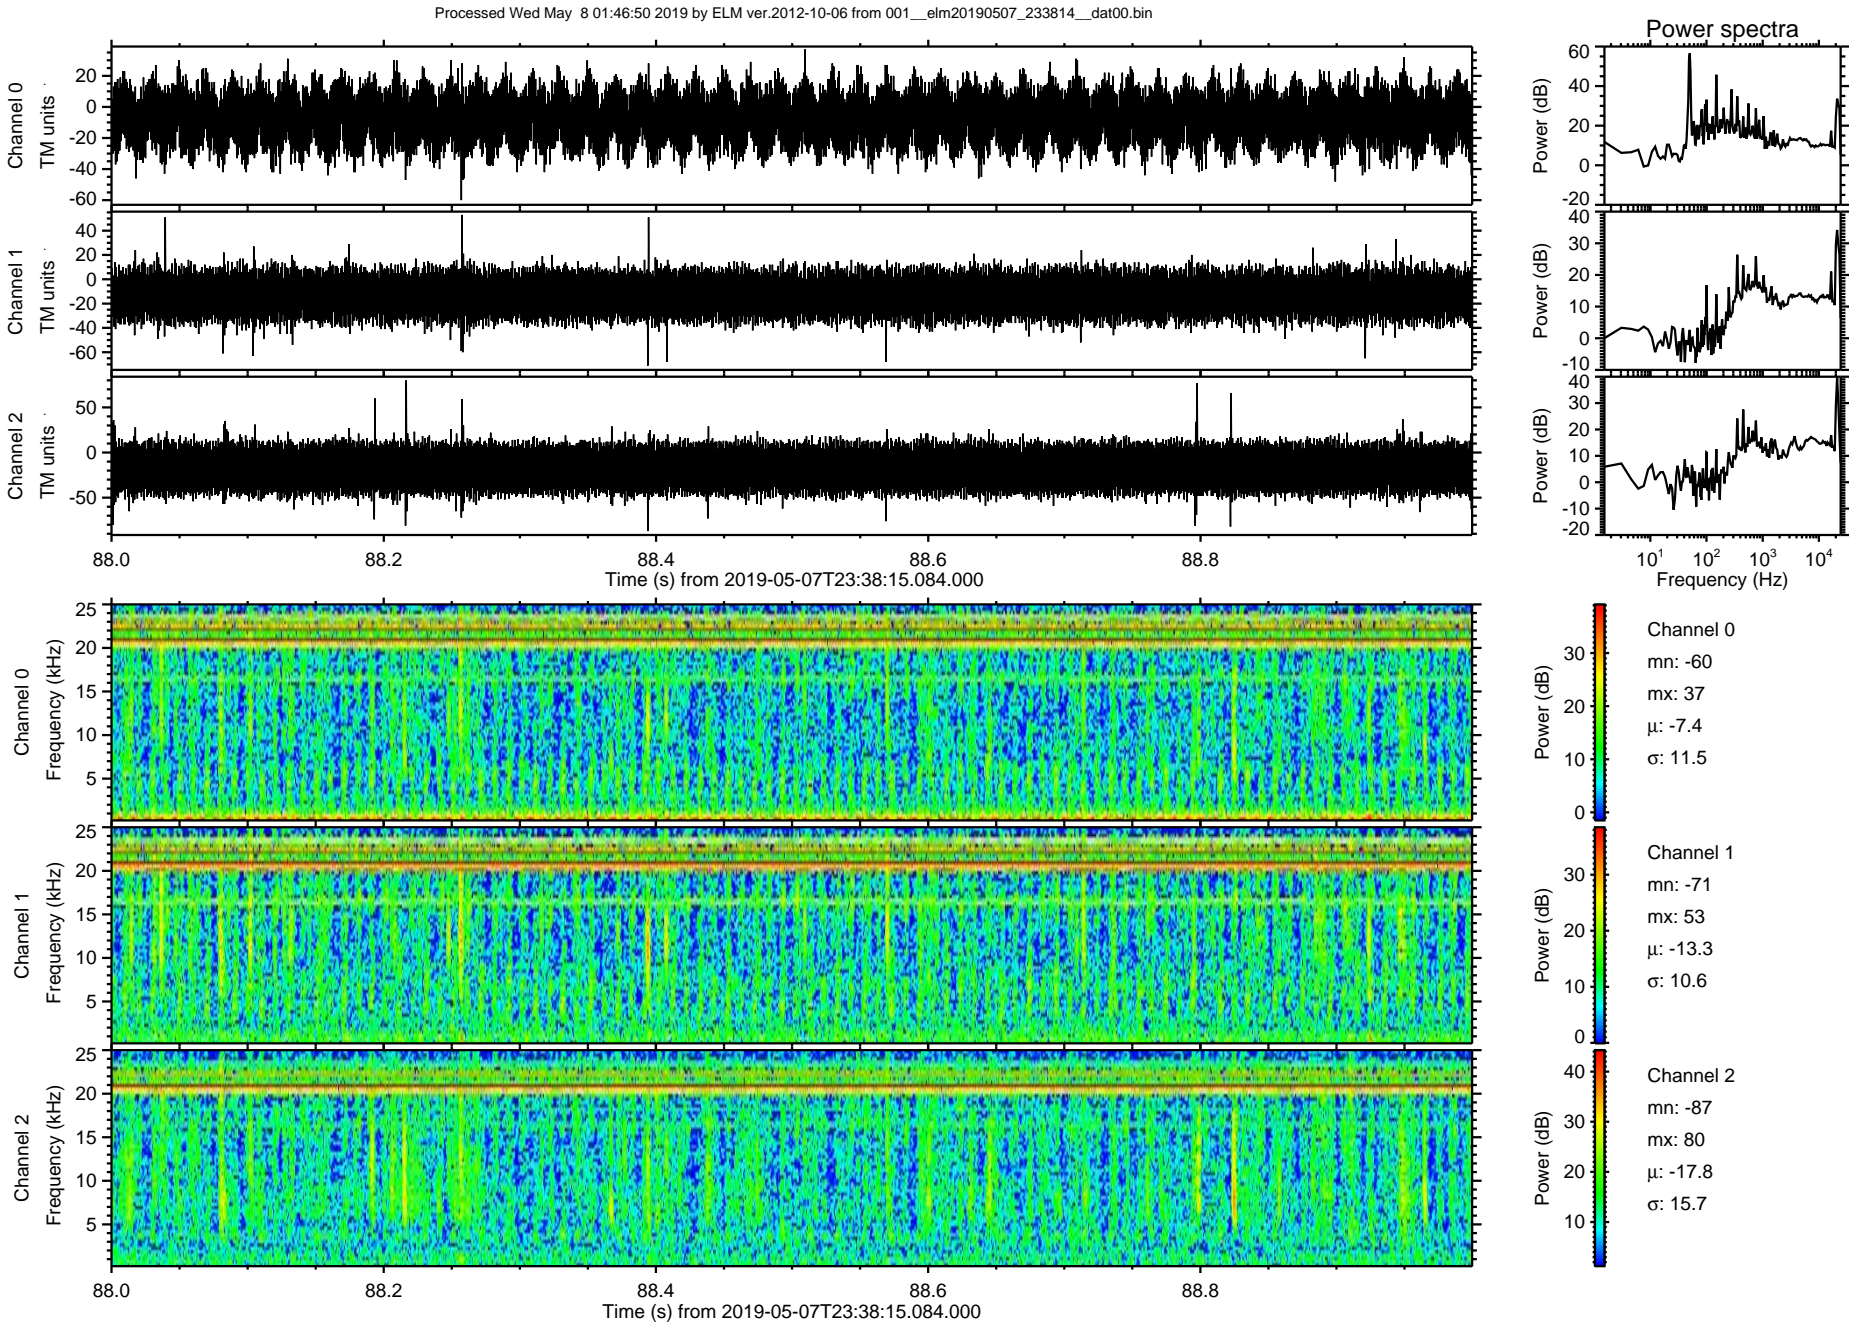 Processed Wed May  8 01:46:50 2019 by ELM ver.2012-10-06 from 001__elm20190507_233814__dat00.bin
Power spectra
Channel 0
TM units
20
0
-20
-40
-60
Power (dB)
60
40
20
0
-20
Channel 1
TM units
40
20
0
-20
-40
-60
Power (dB)
40
30
20
10
0
-10
Channel 2
TM units
50
0
-50
Power (dB)
40
30
20
10
0
-10
-20
88.0 88.2 88.4 88.6 88.8
Time (s) from 2019-05-07T23:38:15.084.000
10¹ 10² 10³ 10⁴
Frequency (Hz)
Channel 0
Frequency (kHz)
25
20
15
10
5
Power (dB)
30
20
10
0
Channel 0
mn: -60
mx: 37
μ: -7.4
σ: 11.5
Channel 1
Frequency (kHz)
25
20
15
10
5
Power (dB)
30
20
10
0
Channel 1
mn: -71
mx: 53
μ: -13.3
σ: 10.6
Channel 2
Frequency (kHz)
25
20
15
10
5
Power (dB)
40
30
20
10
Channel 2
mn: -87
mx: 80
μ: -17.8
σ: 15.7
88.0 88.2 88.4 88.6 88.8
Time (s) from 2019-05-07T23:38:15.084.000